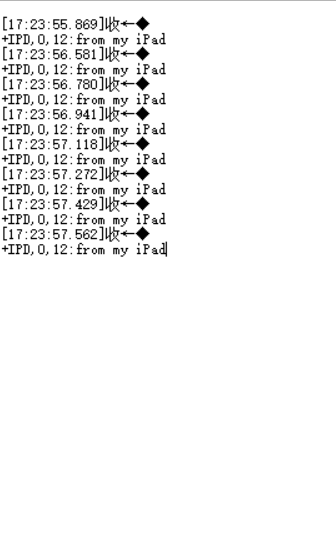 [17:23:55.869]收←◆
+IPD,0,12:from my iPad
[17:23:56.581]收←◆
+IPD,0,12:from my iPad
[17:23:56.780]收←◆
+IPD,0,12:from my iPad
[17:23:56.941]收←◆
+IPD,0,12:from my iPad
[17:23:57.118]收←◆
+IPD,0,12:from my iPad
[17:23:57.272]收←◆
+IPD,0,12:from my iPad
[17:23:57.429]收←◆
+IPD,0,12:from my iPad
[17:23:57.562]收←◆
+IPD,0,12:from my iPad